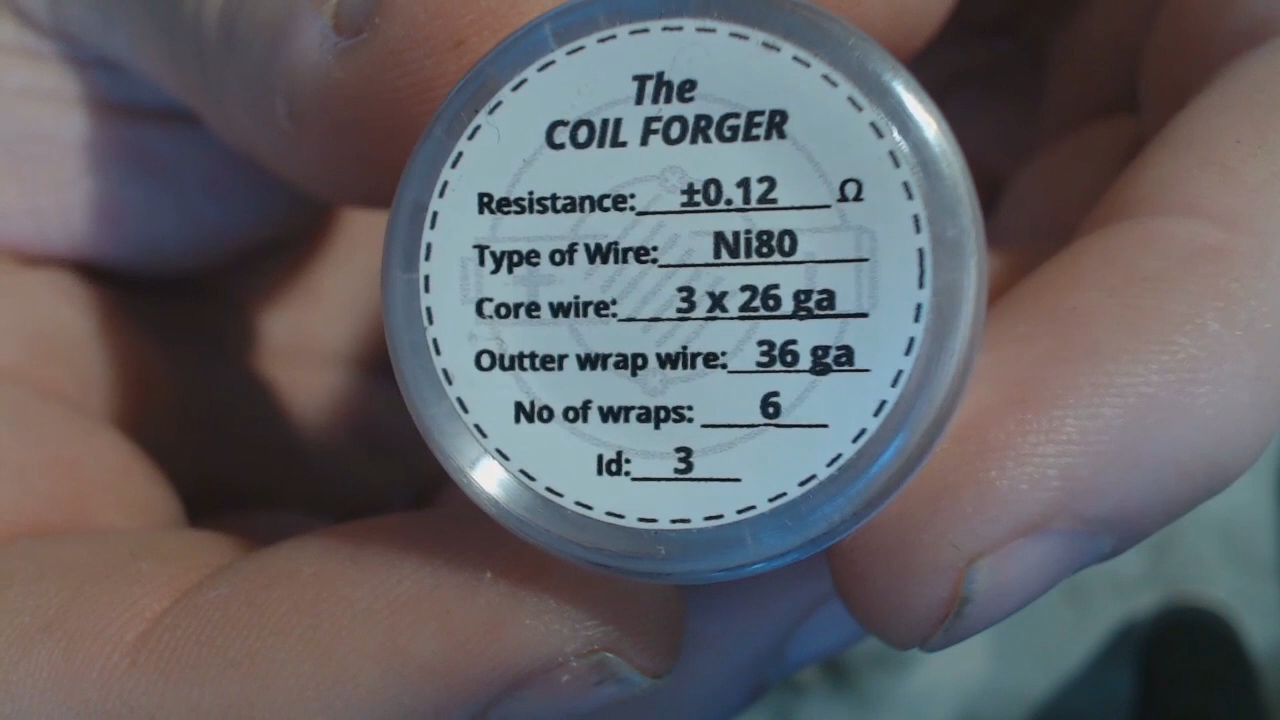 The
COIL FORGER
Resistance: ±0.12 Ω
Type of Wire: Ni80
Core wire: 3 x 26 ga
Outter wrap wire: 36 ga
No of wraps: 6
Id: 3